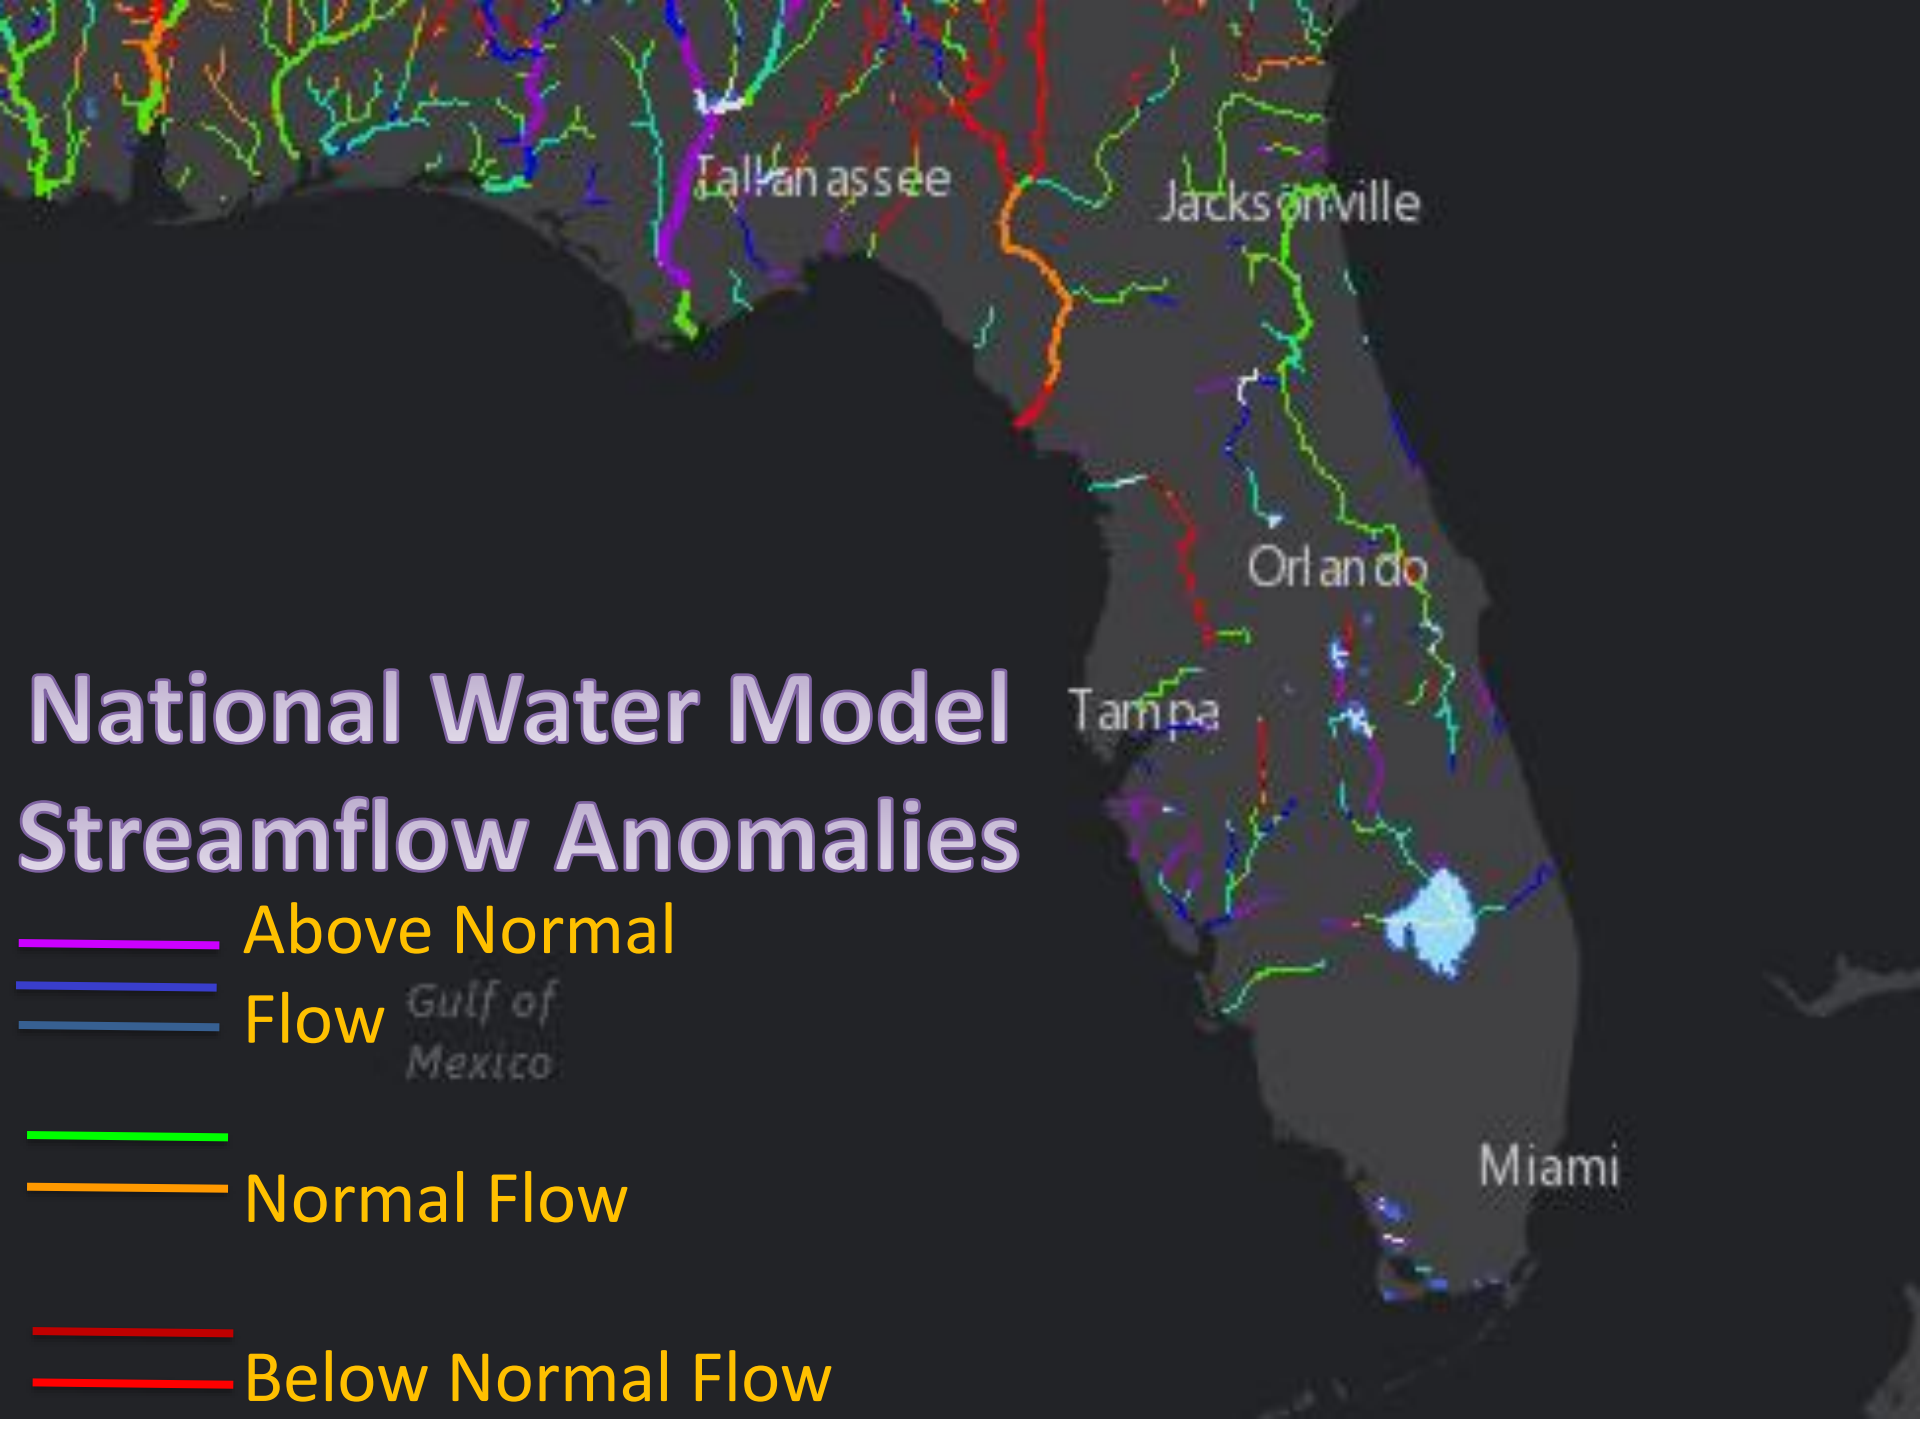 Tallahassee
Jacksonville
Orlando
Tampa
National Water Model
Streamflow Anomalies
Above Normal
Flow
Gulf of
Mexico
Normal Flow
Miami
Below Normal Flow